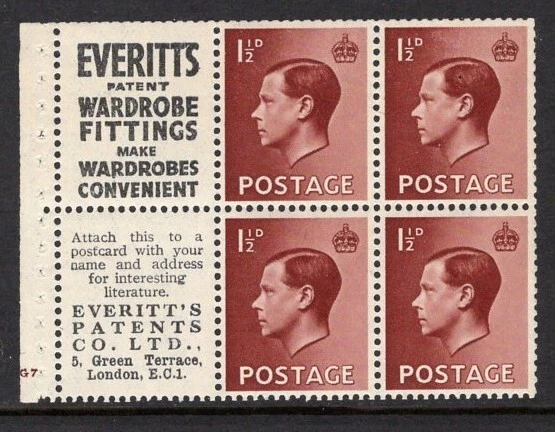 EVERITT'S
PATENT
WARDROBE
FITTINGS
MAKE
WARDROBES
CONVENIENT
1½D
POSTAGE
1½D
POSTAGE
Attach this to a
postcard with your
name and address
for interesting
literature.
EVERITT'S
PATENTS
CO. LTD.,
5, Green Terrace,
London, E.C.1.
G7
1½D
POSTAGE
1½D
POSTAGE